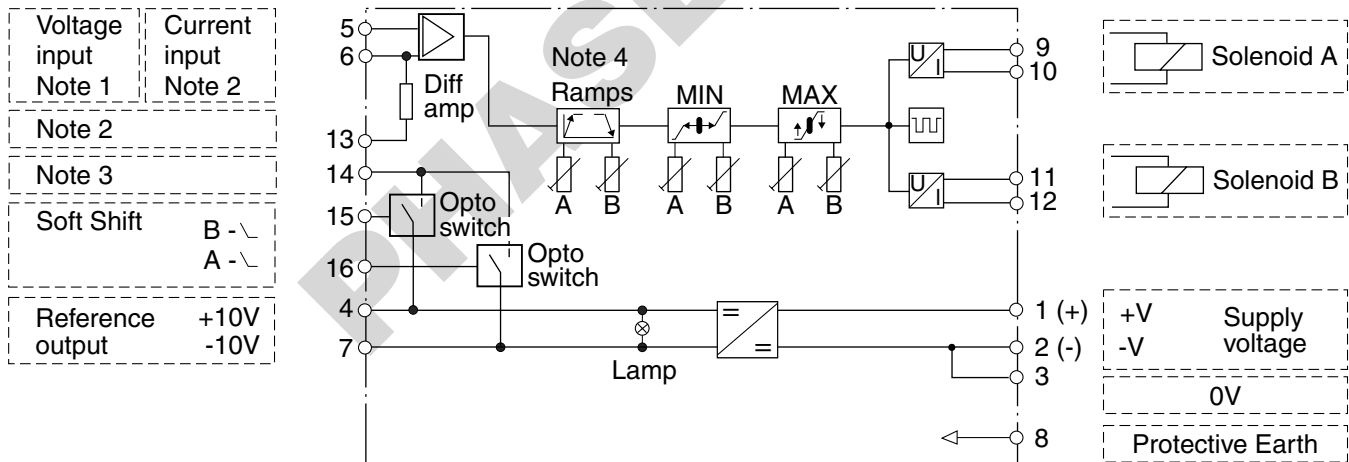 Voltage
input
Note 1
Current
input
Note 2
Note 2
Note 3
Soft Shift
B -
A -
Reference
output
+10V
-10V
5
6
13
14
15
16
4
7
Diff
amp
Note 4
Ramps
MIN
MAX
A B A B A B
Opto
switch
Opto
switch
Lamp
U
I
U
I
9
10
11
12
1 (+)
2 (-)
3
8
Solenoid A
Solenoid B
+V
-V
Supply
voltage
0V
Protective Earth